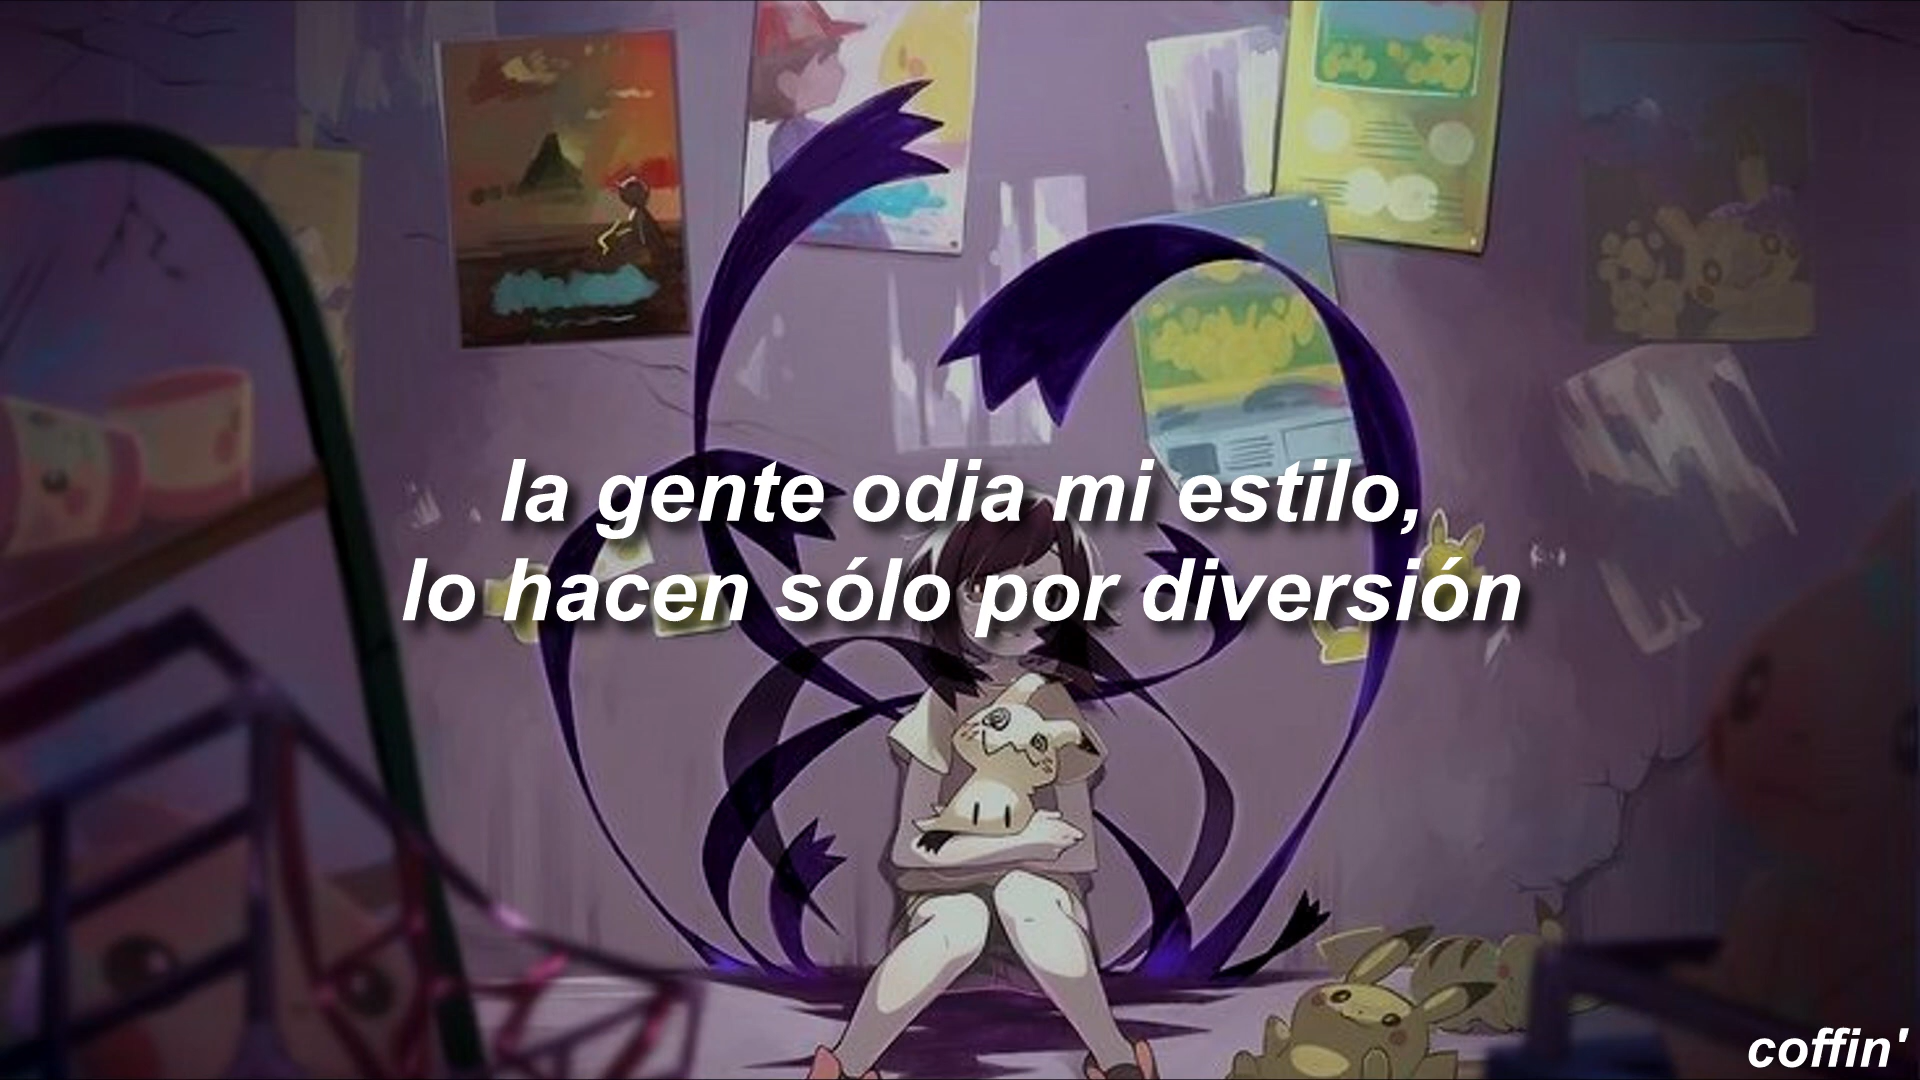 la gente odia mi estilo,
lo hacen sólo por diversión
coffin'